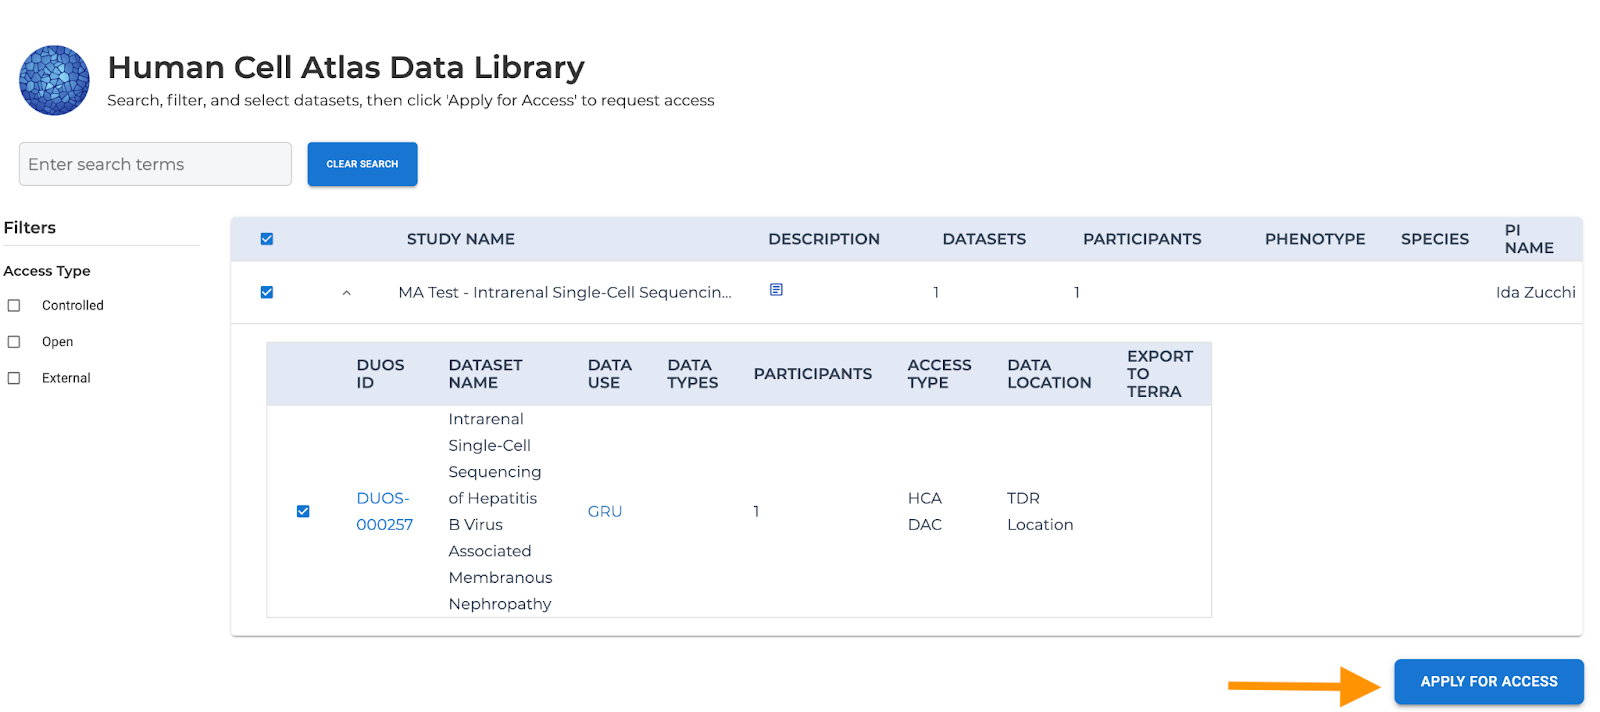 Human Cell Atlas Data Library
Search, filter, and select datasets, then click 'Apply for Access' to request access
Enter search terms
CLEAR SEARCH
Filters
Access Type
Controlled
Open
External
STUDY NAME
DESCRIPTION
DATASETS
PARTICIPANTS
PHENOTYPE
SPECIES
PI
NAME
MA Test - Intrarenal Single-Cell Sequencin...
1
1
Ida Zucchi
DUOS
ID
DATASET
NAME
DATA
USE
DATA
TYPES
PARTICIPANTS
ACCESS
TYPE
DATA
LOCATION
EXPORT
TO
TERRA
DUOS-
000257
Intrarenal
Single-Cell
Sequencing
of Hepatitis
B Virus
Associated
Membranous
Nephropathy
GRU
1
HCA
DAC
TDR
Location
APPLY FOR ACCESS